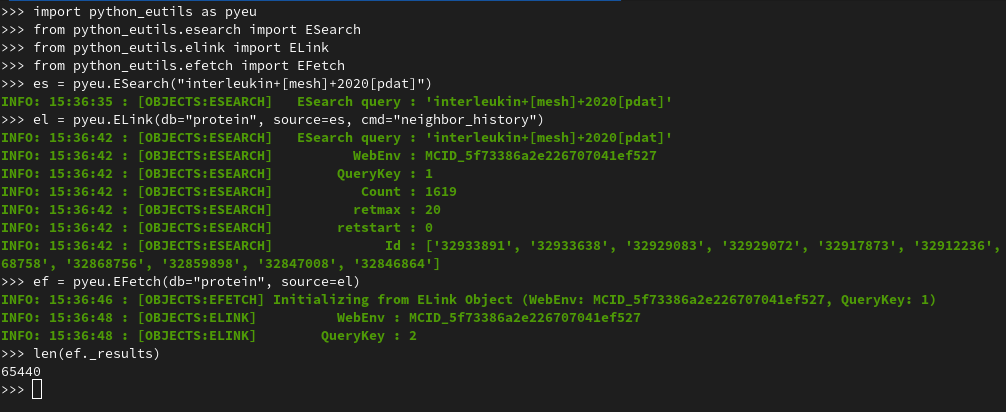 >>> import python_eutils as pyeu
>>> from python_eutils.esearch import ESearch
>>> from python_eutils.elink import ELink
>>> from python_eutils.efetch import EFetch
>>> es = pyeu.ESearch("interleukin+[mesh]+2020[pdat]")
INFO: 15:36:35 : [OBJECTS:ESEARCH]   ESearch query : 'interleukin+[mesh]+2020[pdat]'
>>> el = pyeu.ELink(db="protein", source=es, cmd="neighbor_history")
INFO: 15:36:42 : [OBJECTS:ESEARCH]   ESearch query : 'interleukin+[mesh]+2020[pdat]'
INFO: 15:36:42 : [OBJECTS:ESEARCH]          WebEnv : MCID_5f73386a2e226707041ef527
INFO: 15:36:42 : [OBJECTS:ESEARCH]        QueryKey : 1
INFO: 15:36:42 : [OBJECTS:ESEARCH]           Count : 1619
INFO: 15:36:42 : [OBJECTS:ESEARCH]          retmax : 20
INFO: 15:36:42 : [OBJECTS:ESEARCH]        retstart : 0
INFO: 15:36:42 : [OBJECTS:ESEARCH]              Id : ['32933891', '32933638', '32929083', '32929072', '32917873', '32912236',
68758', '32868756', '32859898', '32847008', '32846864']
>>> ef = pyeu.EFetch(db="protein", source=el)
INFO: 15:36:46 : [OBJECTS:EFETCH] Initializing from ELink Object (WebEnv: MCID_5f73386a2e226707041ef527, QueryKey: 1)
INFO: 15:36:48 : [OBJECTS:ELINK]          WebEnv : MCID_5f73386a2e226707041ef527
INFO: 15:36:48 : [OBJECTS:ELINK]        QueryKey : 2
>>> len(ef._results)
65440
>>>